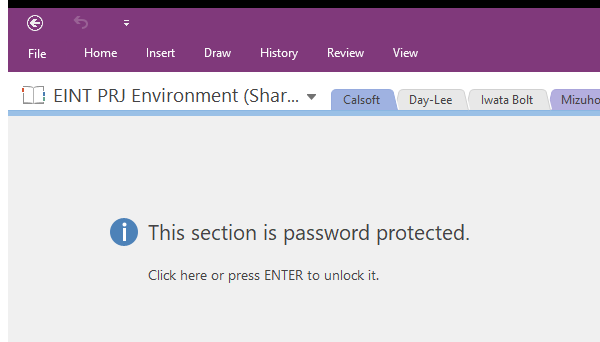 File Home Insert Draw History Review View
EINT PRJ Environment (Shar... Calsoft Day-Lee Iwata Bolt Mizuho
This section is password protected.
Click here or press ENTER to unlock it.